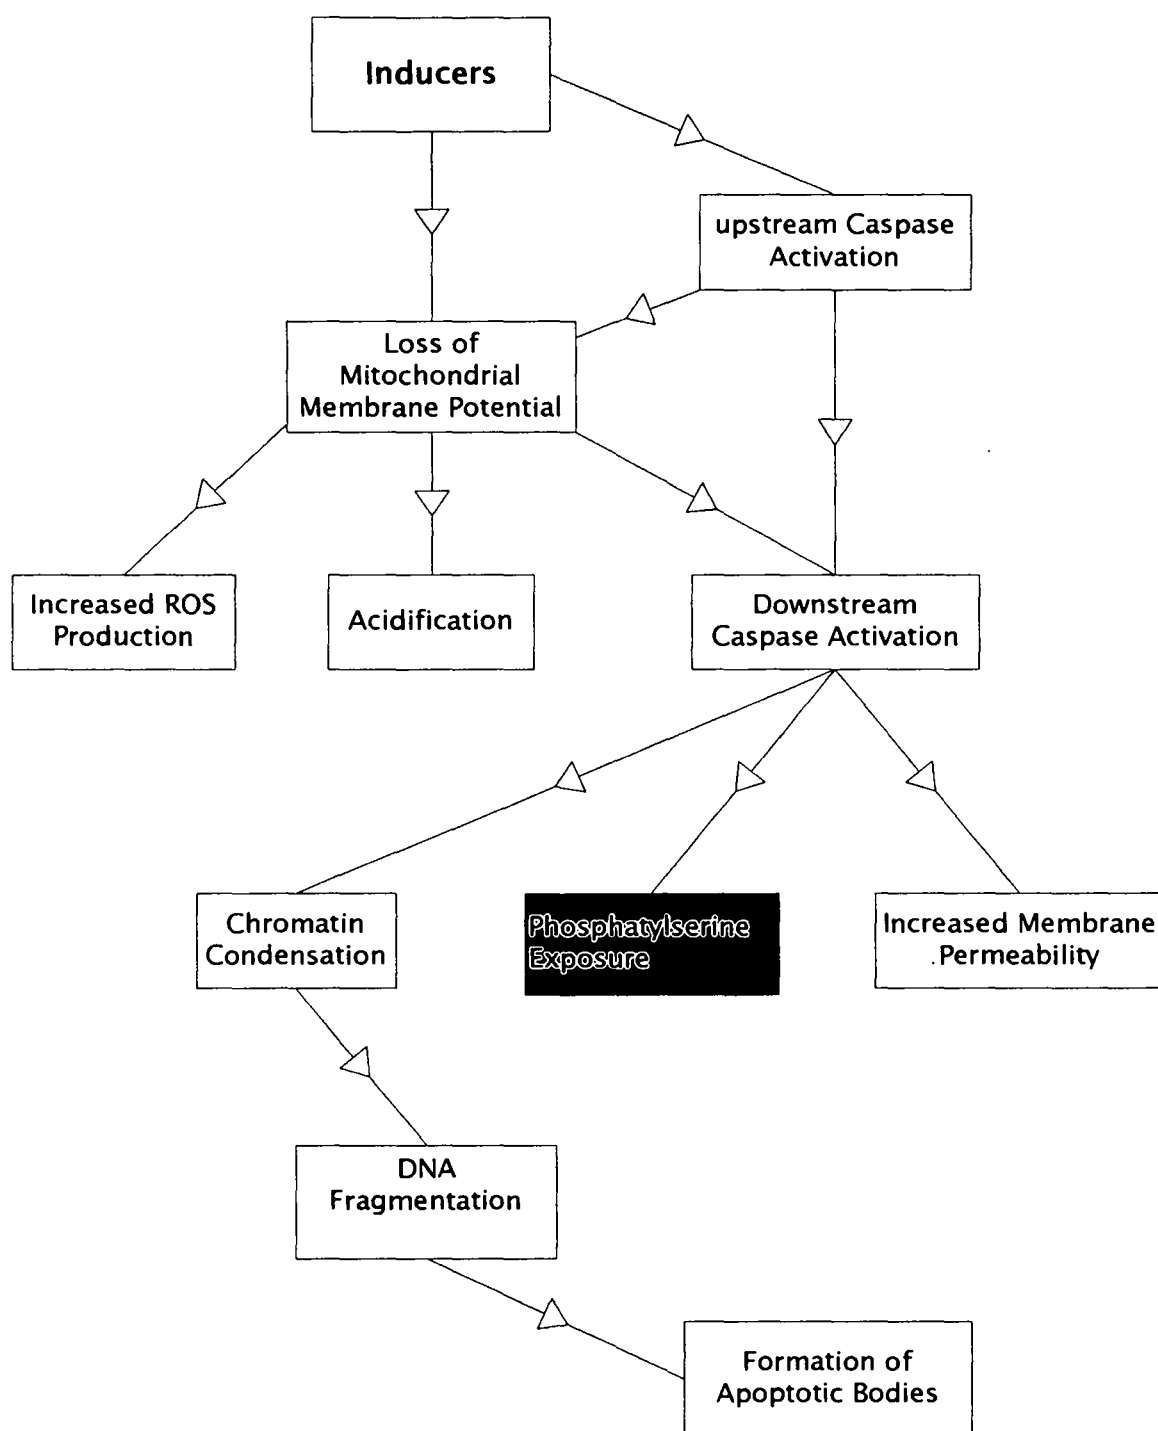 Inducers
upstream Caspase
Activation
Loss of
Mitochondrial
Membrane Potential
Increased ROS
Production
Acidification
Downstream
Caspase Activation
Chromatin
Condensation
Phosphatylserine
Exposure
Increased Membrane
Permeability
DNA
Fragmentation
Formation of
Apoptotic Bodies